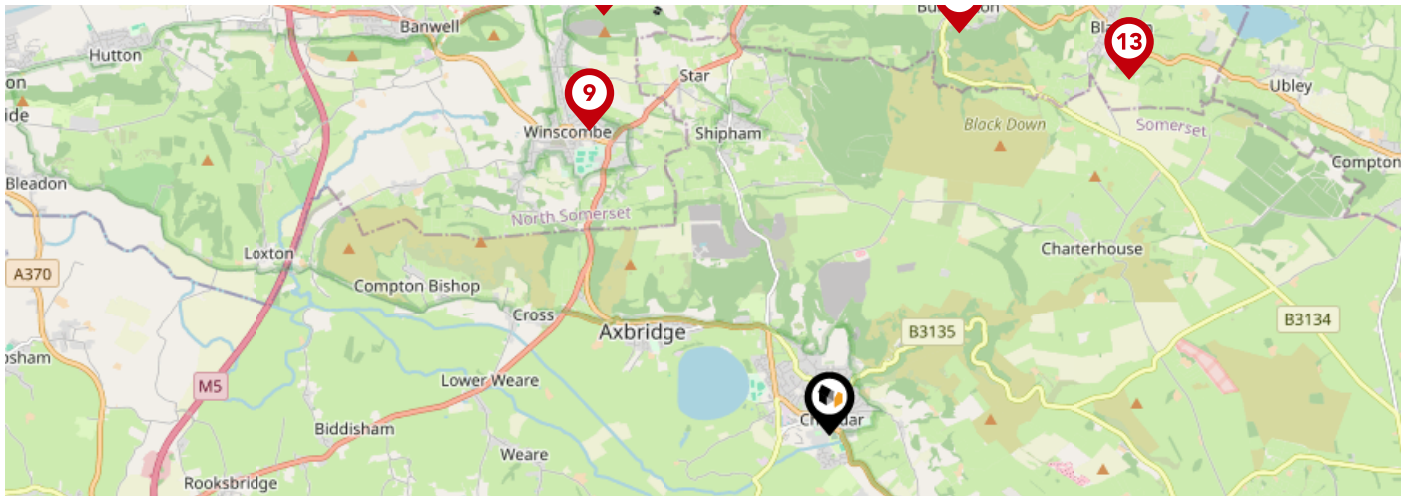 Banwell
Hutton
13
Star
Ubley
9
Winscombe
Shipham
Black Down
Somerset
Compton
Bleadon
North Somerset
Loxton
Charterhouse
A370
Compton Bishop
Cross
Axbridge
B3135
B3134
M5
Lower Weare
Biddisham
Weare
Rooksbridge